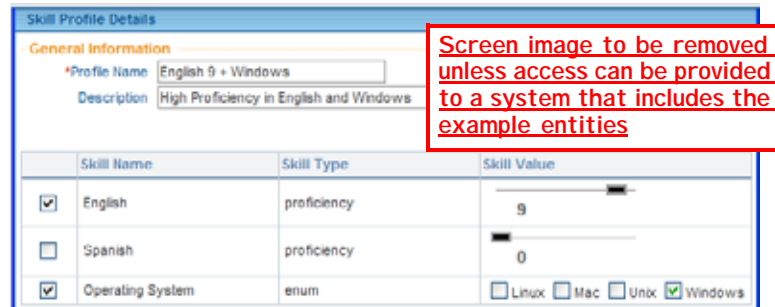 Skill Profile Details
General Information
*Profile Name English 9 + Windows
Description High Proficiency in English and Windows
Screen image to be removed
unless access can be provided
to a system that includes the
example entities
Skill Name Skill Type Skill Value
English proficiency 9
Spanish proficiency 0
Operating System enum Linux Mac Unix Windows